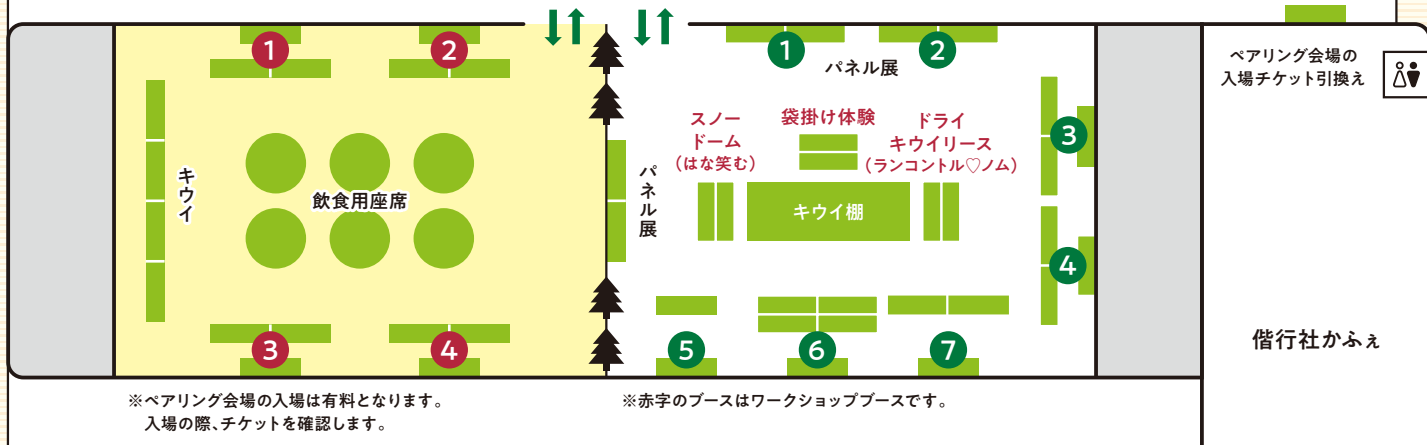 1
2
キウイ
飲食用座席
3
4
パネル展
1
2
パネル展
スノー
ドーム
(はな笑む)
袋掛け体験
ドライ
キウイリース
(ランコントル♡ノム)
キウイ棚
3
4
5
6
7
ペアリング会場の
入場チケット引換え
偕行社かふぇ
※ペアリング会場の入場は有料となります。
入場の際、チケットを確認します。
※赤字のブースはワークショップブースです。